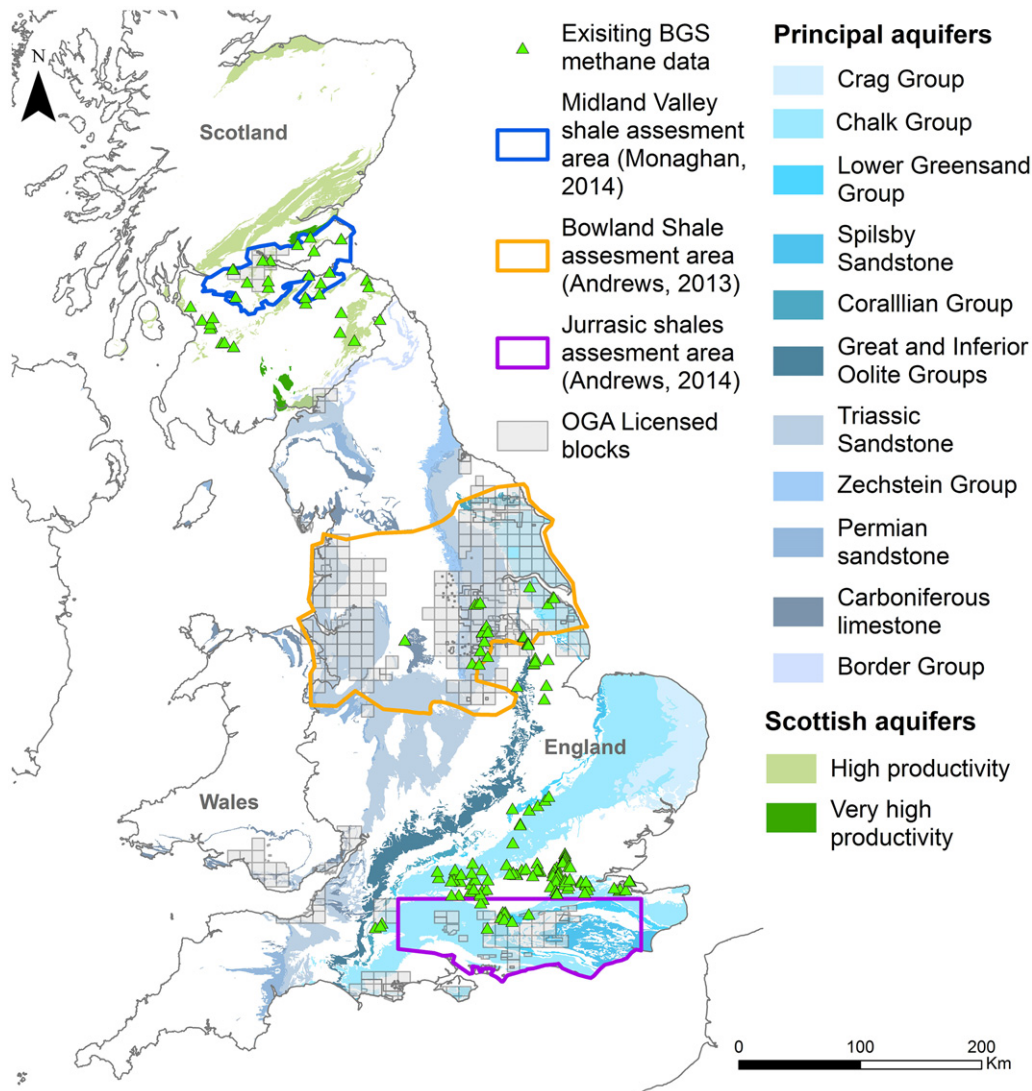 N
Scotland
England
Wales
Exisiting BGS
methane data
Midland Valley
shale assesment
area (Monaghan,
2014)
Bowland Shale
assesment area
(Andrews, 2013)
Jurrasic shales
assesment area
(Andrews, 2014)
OGA Licensed
blocks
Principal aquifers
Crag Group
Chalk Group
Lower Greensand
Group
Spilsby
Sandstone
Coralllian Group
Great and Inferior
Oolite Groups
Triassic
Sandstone
Zechstein Group
Permian
sandstone
Carboniferous
limestone
Border Group
Scottish aquifers
High productivity
Very high
productivity
0 100 200
Km